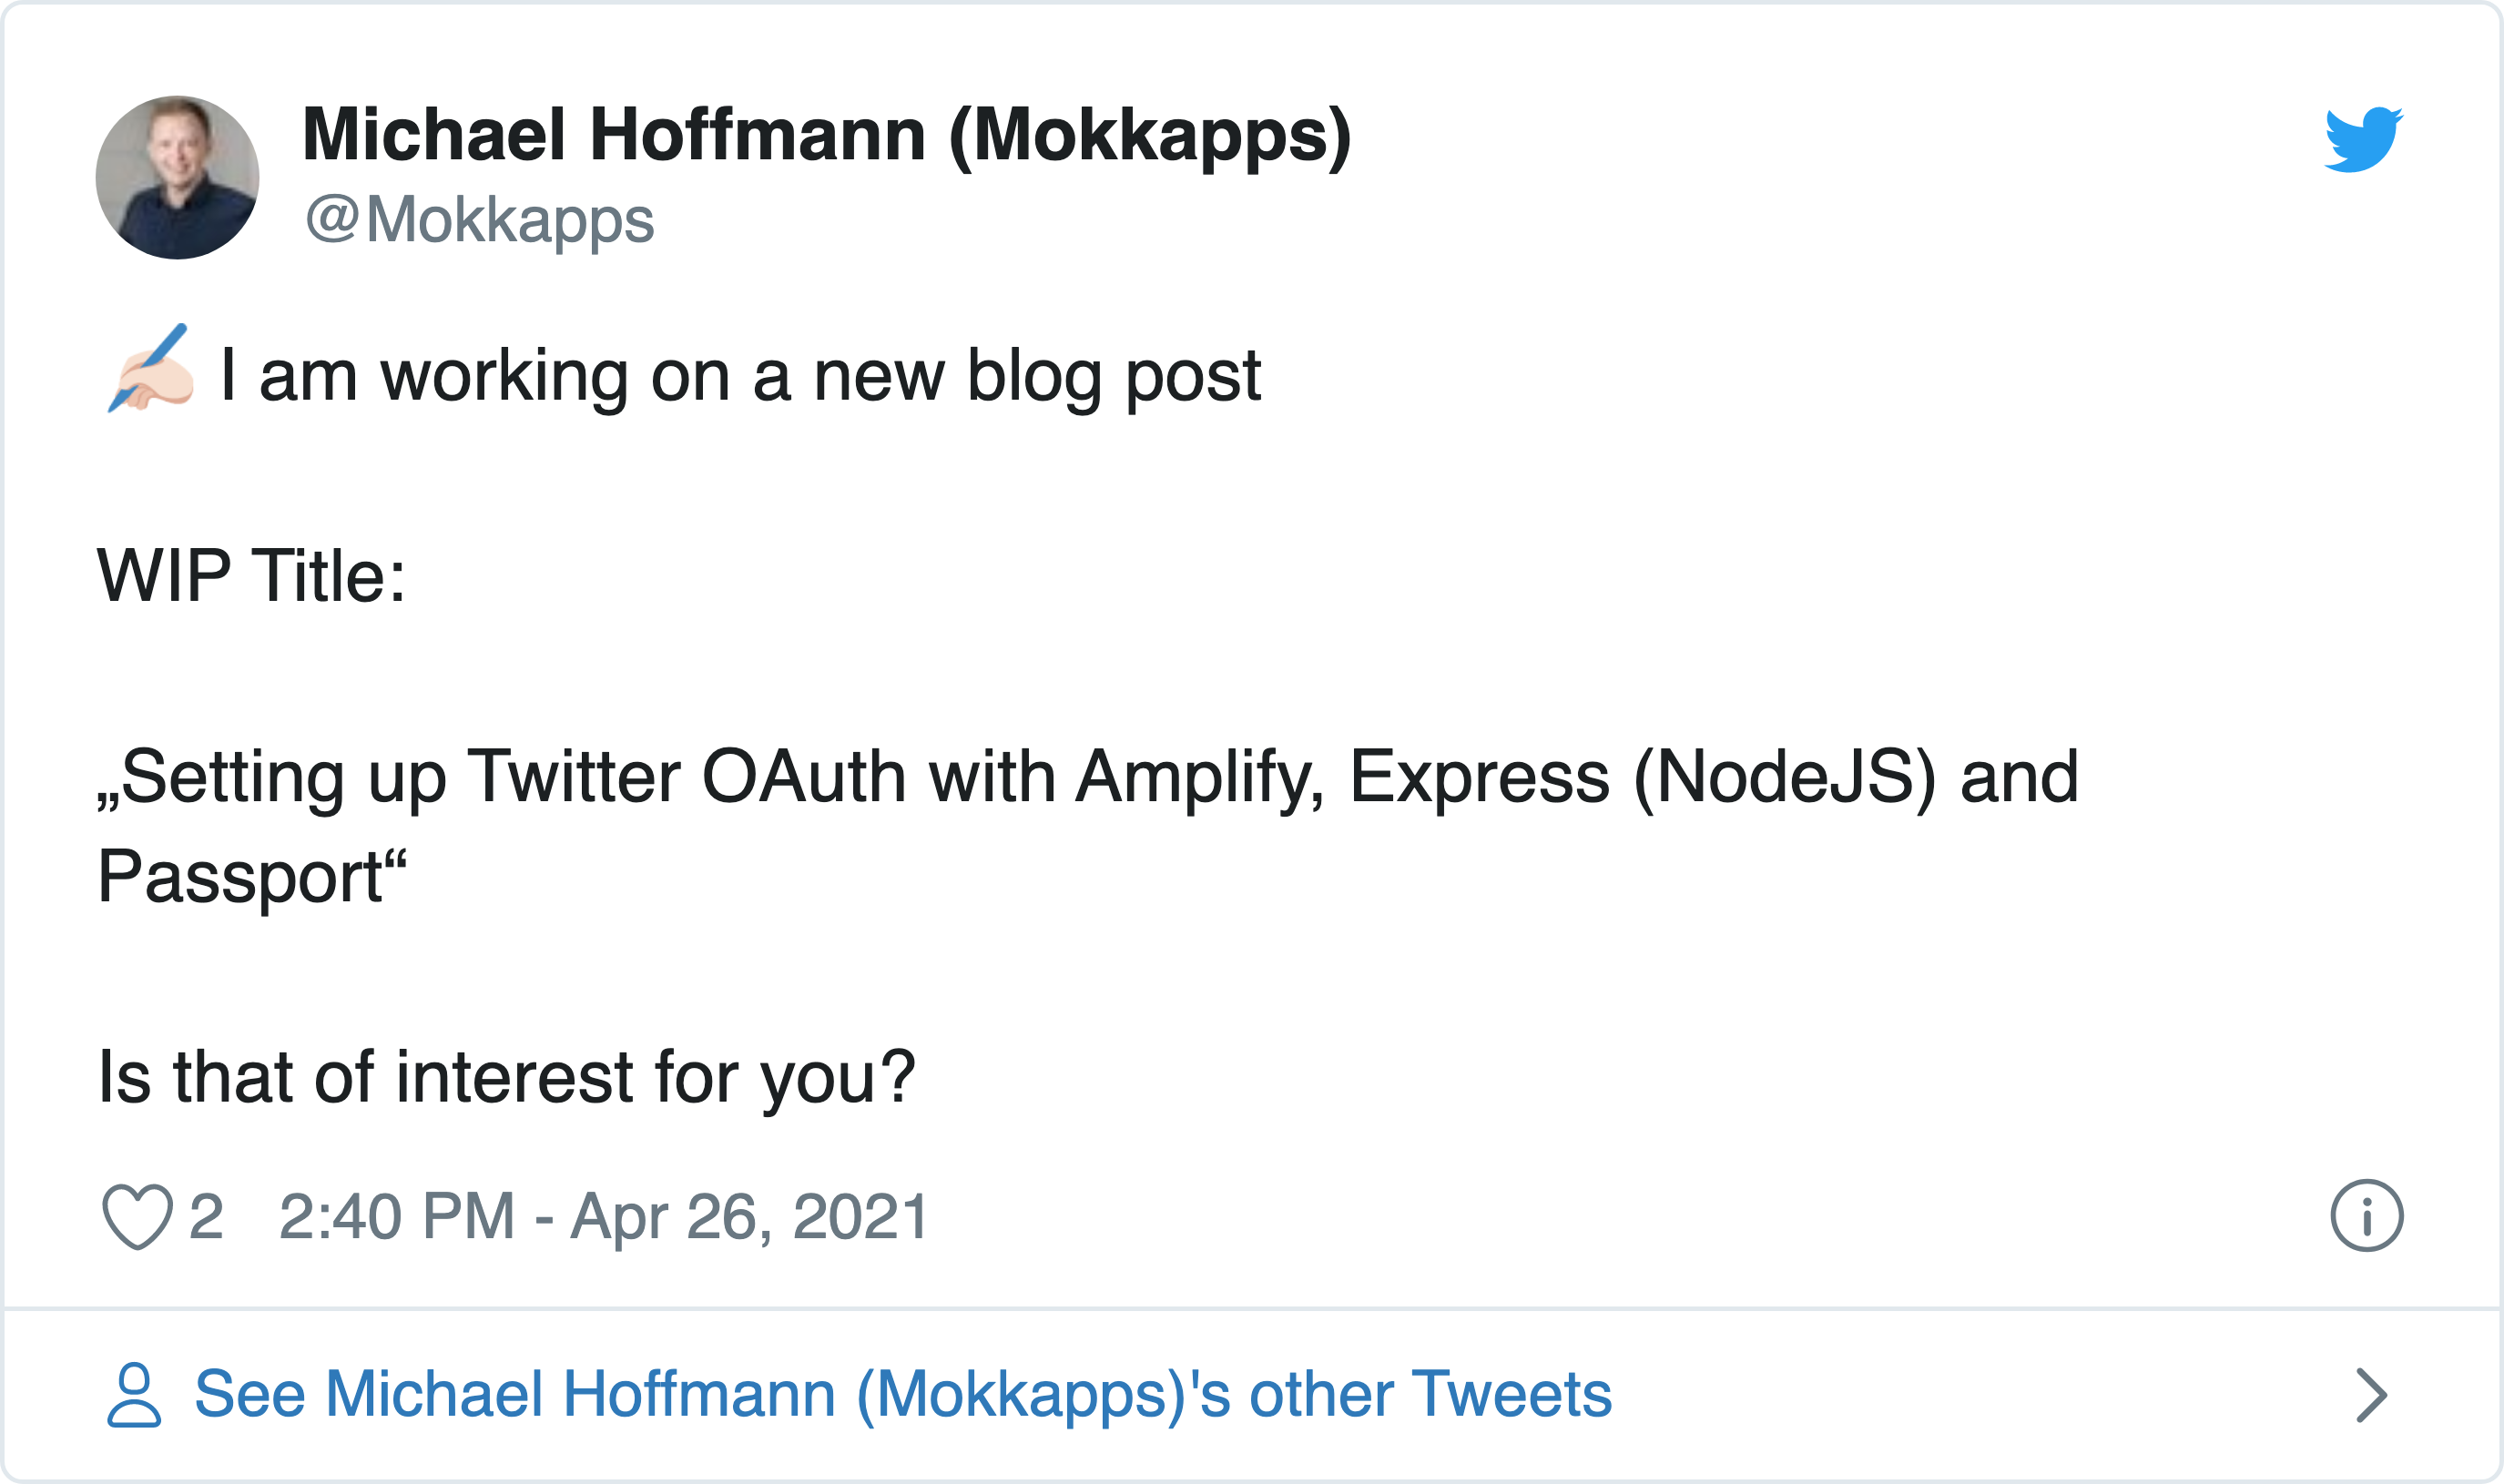 Michael Hoffmann (Mokkapps)
@Mokkapps
✍🏻 I am working on a new blog post
WIP Title:
„Setting up Twitter OAuth with Amplify, Express (NodeJS) and
Passport“
Is that of interest for you?
2 2:40 PM - Apr 26, 2021
See Michael Hoffmann (Mokkapps)'s other Tweets